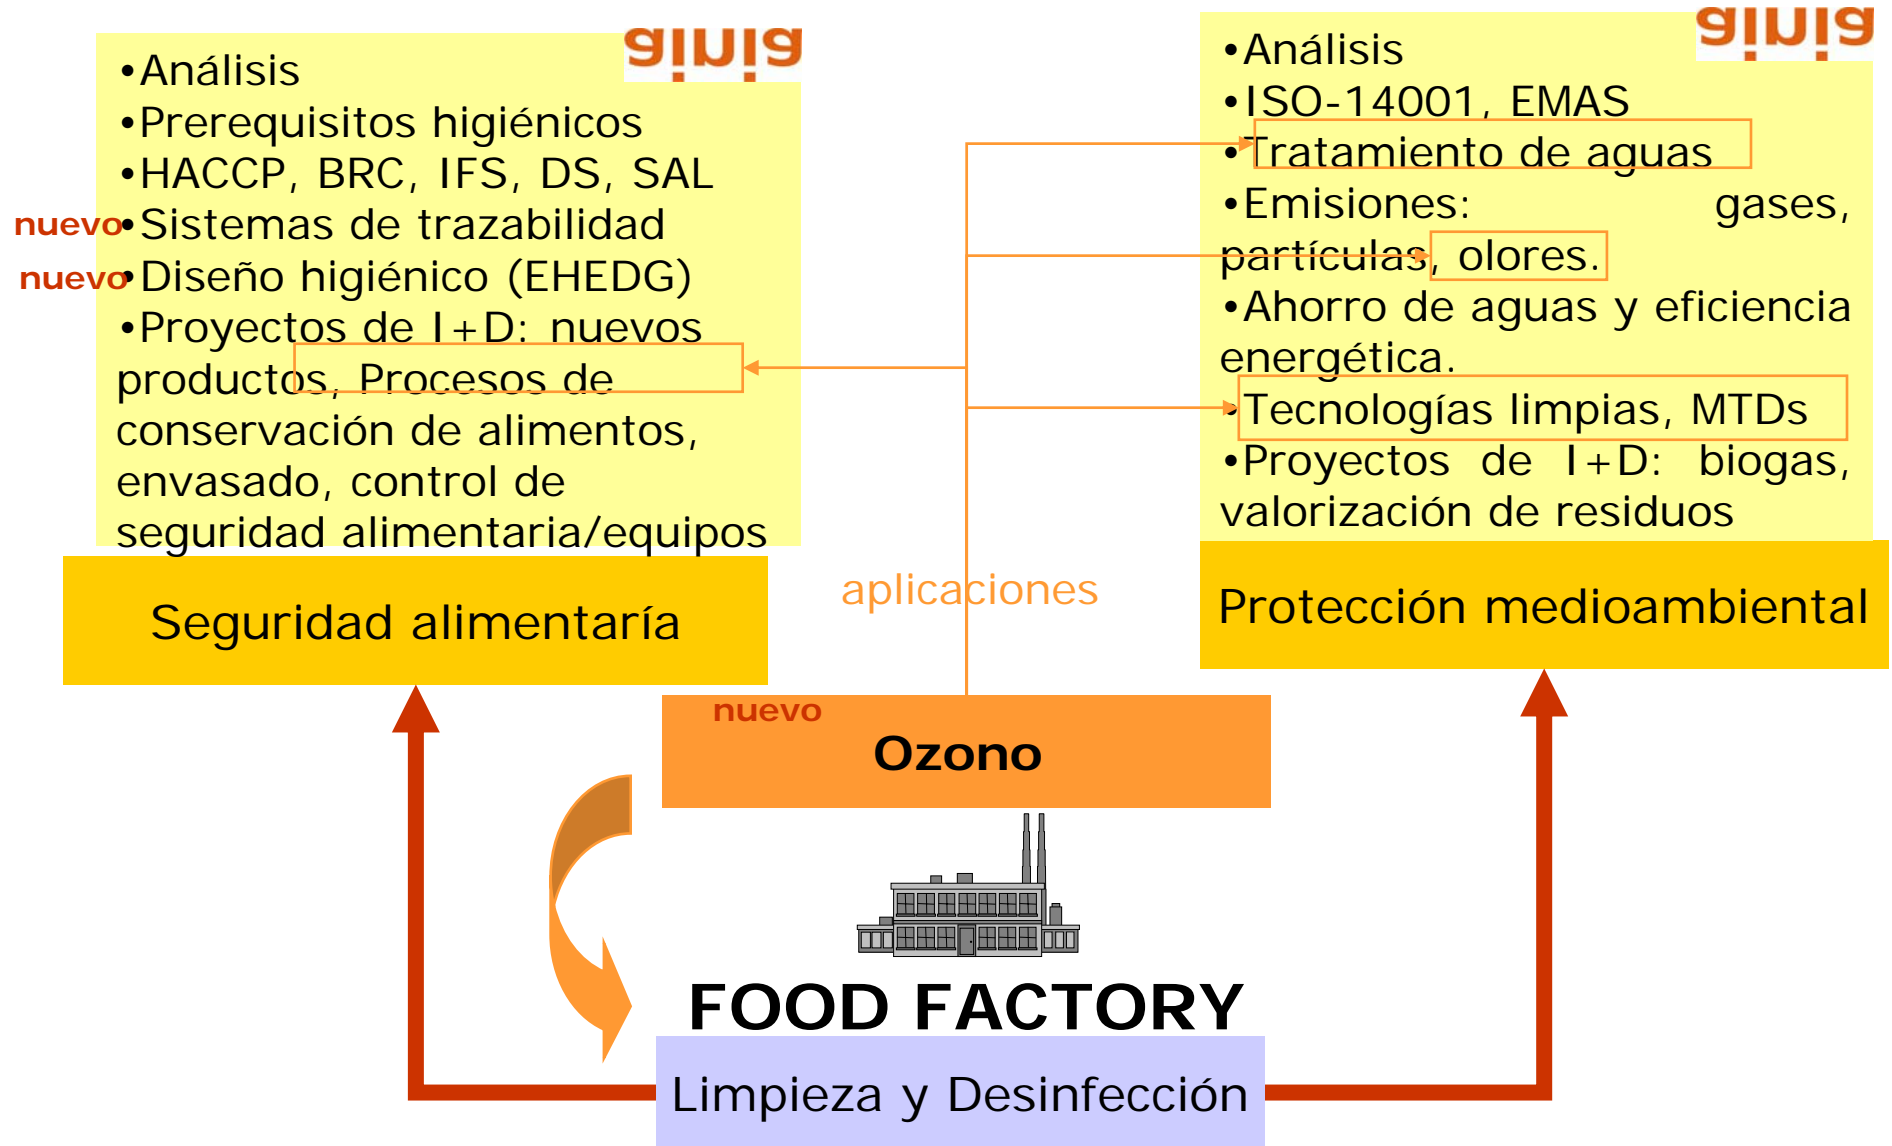 ainia
•Análisis
•Prerequisitos higiénicos
•HACCP, BRC, IFS, DS, SAL
nuevo
•Sistemas de trazabilidad
nuevo
•Diseño higiénico (EHEDG)
•Proyectos de I+D: nuevos
productos, Procesos de
conservación de alimentos,
envasado, control de
seguridad alimentaria/equipos
Seguridad alimentaría
ainia
•Análisis
•ISO-14001, EMAS
•Tratamiento de aguas
•Emisiones: gases,
partículas, olores.
•Ahorro de aguas y eficiencia
energética.
•Tecnologías limpias, MTDs
•Proyectos de I+D: biogas,
valorización de residuos
Protección medioambiental
aplicaciones
nuevo
Ozono
FOOD FACTORY
Limpieza y Desinfección